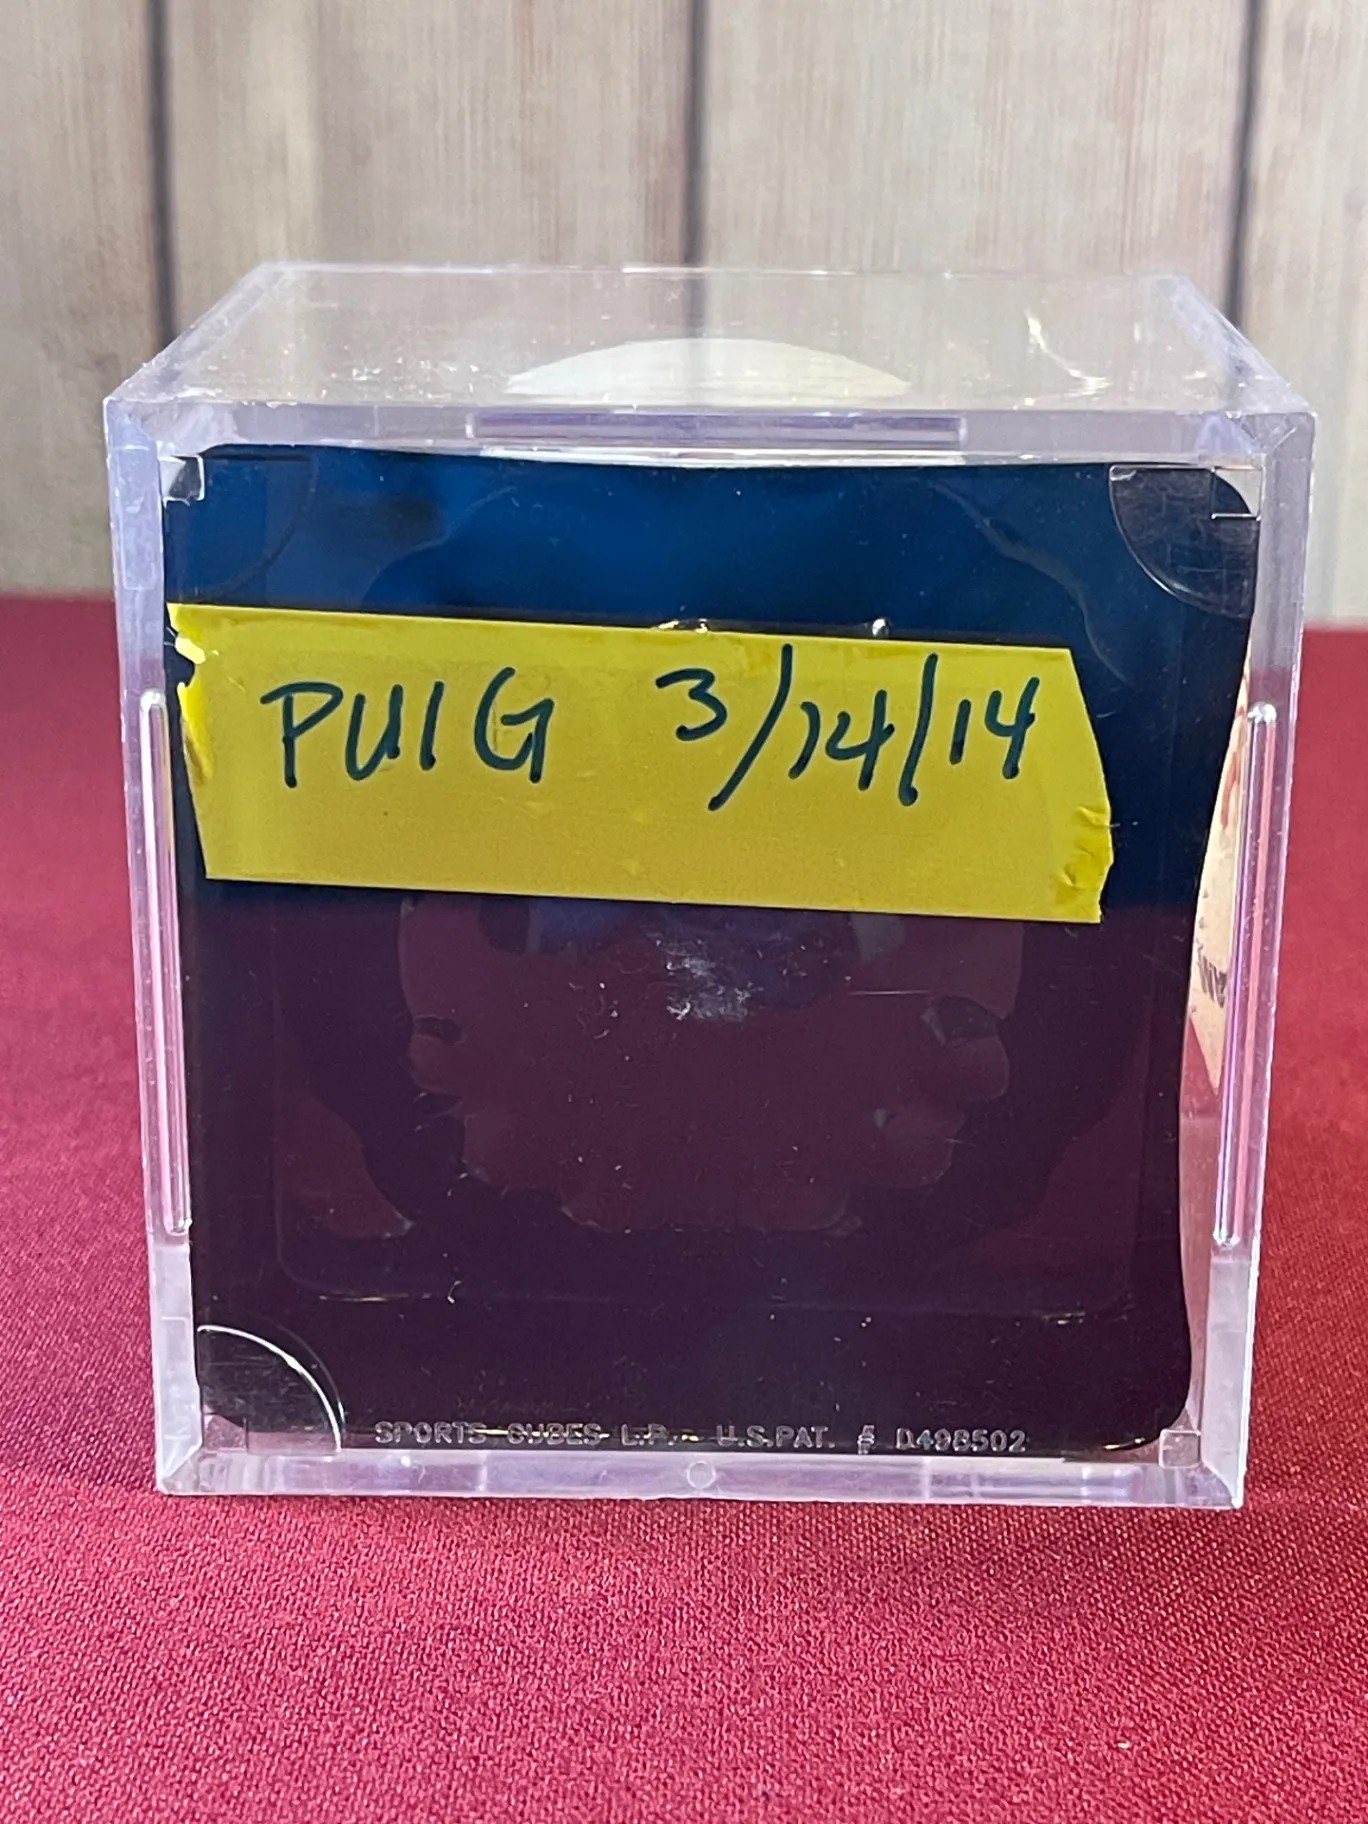 PUIG 3/14/14
SPORTS CUBES L.P. - U.S.PAT. # D498502